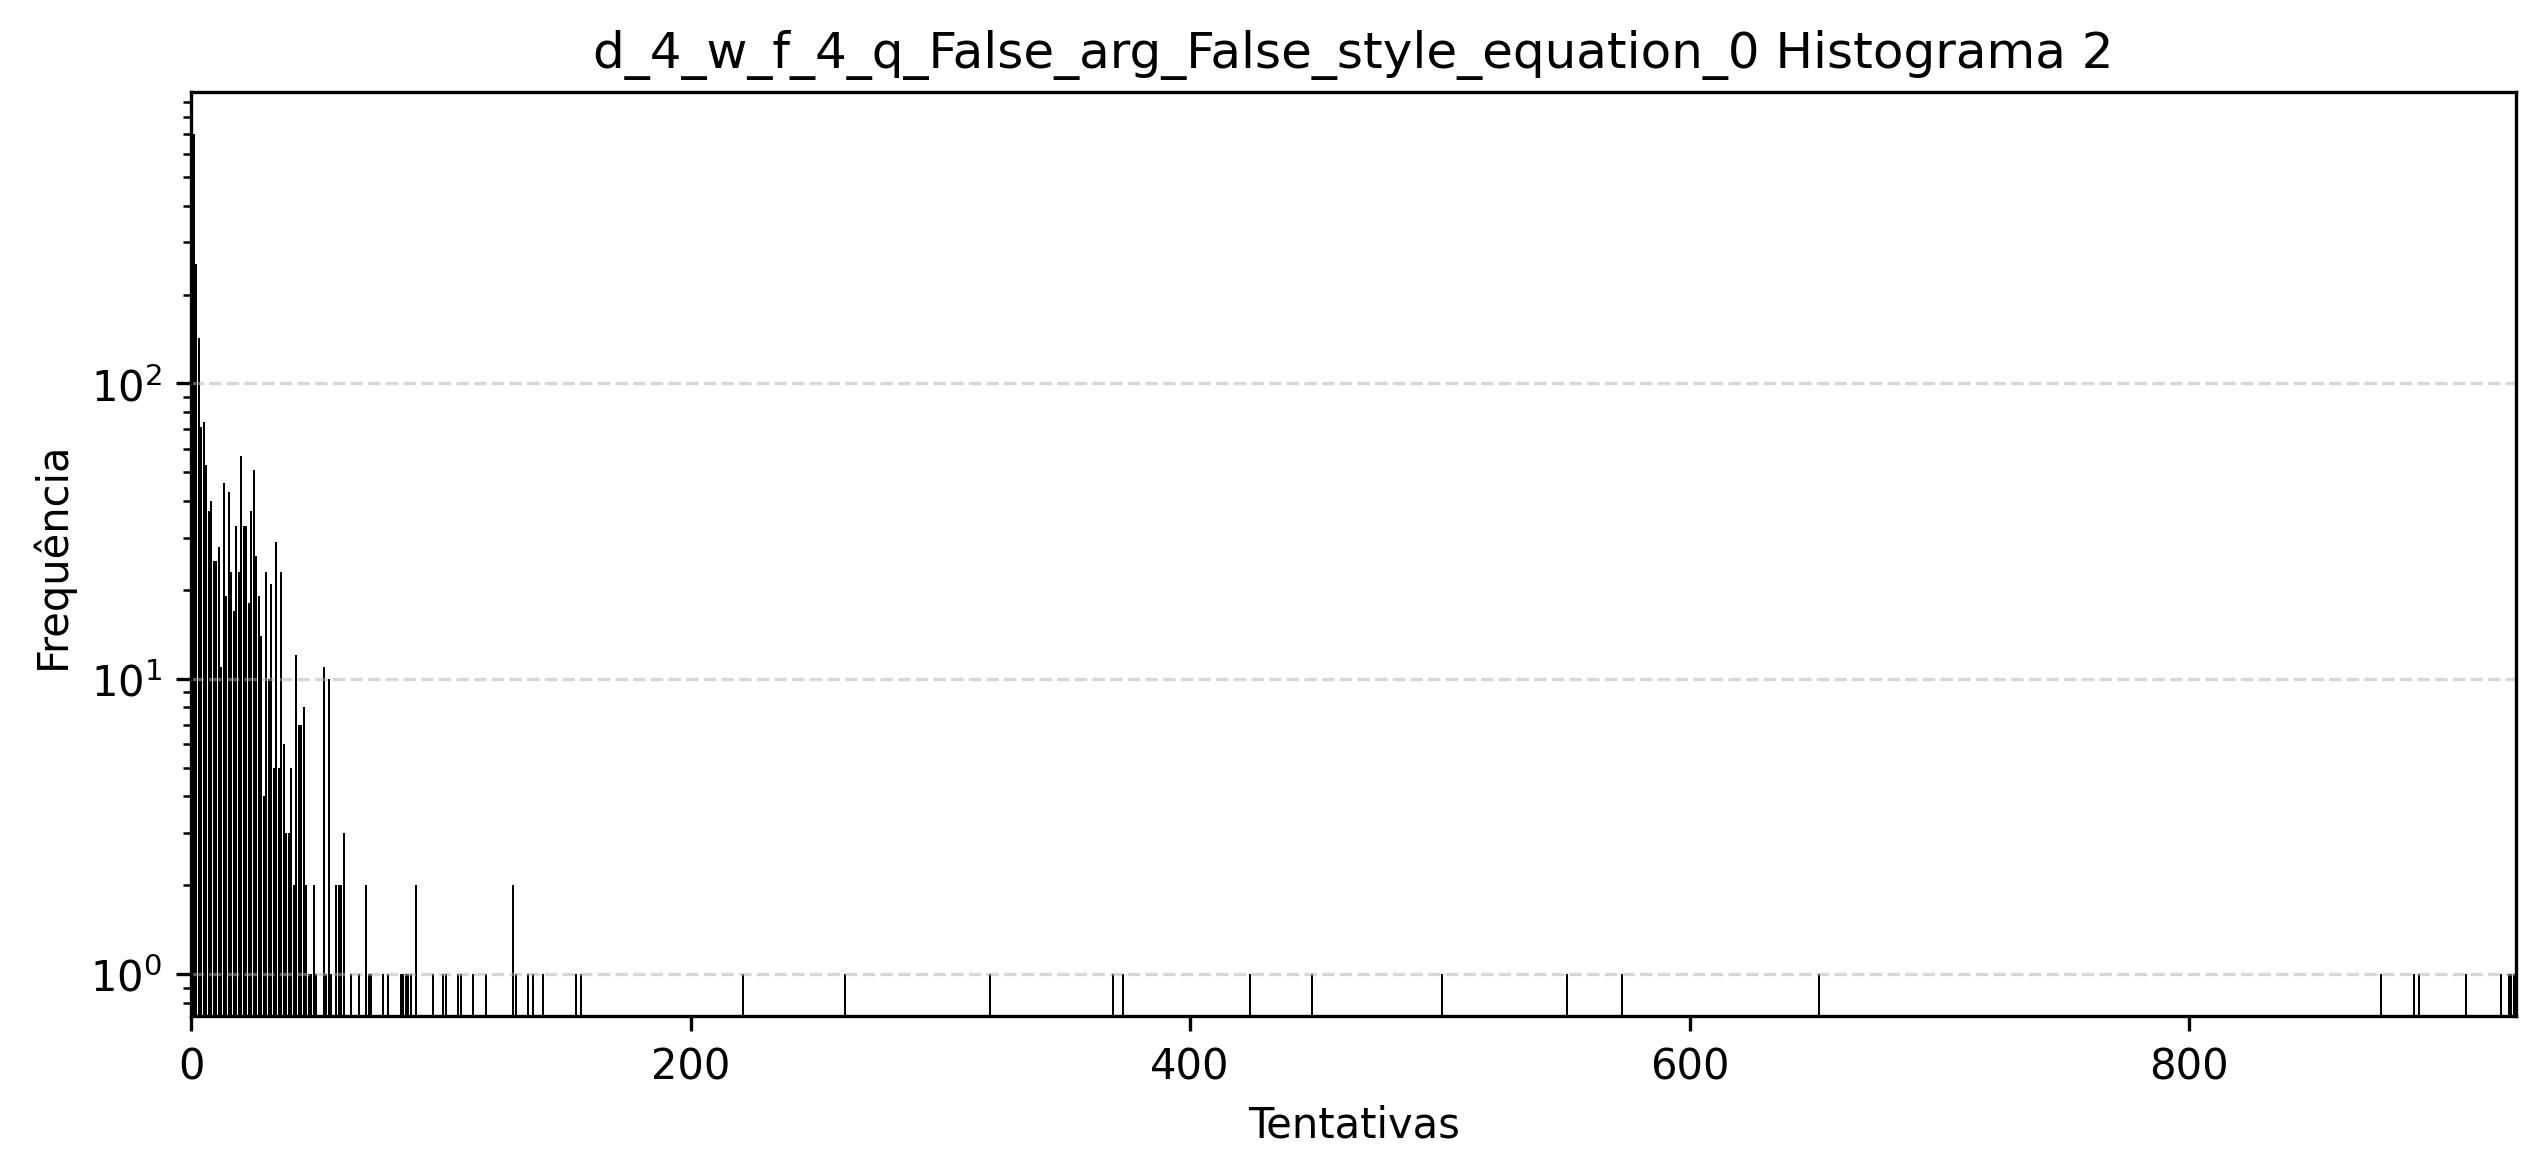 d_4_w_f_4_q_False_arg_False_style_equation_0 Histograma 2
Frequência
10²
10¹
10⁰
0 200 400 600 800
Tentativas